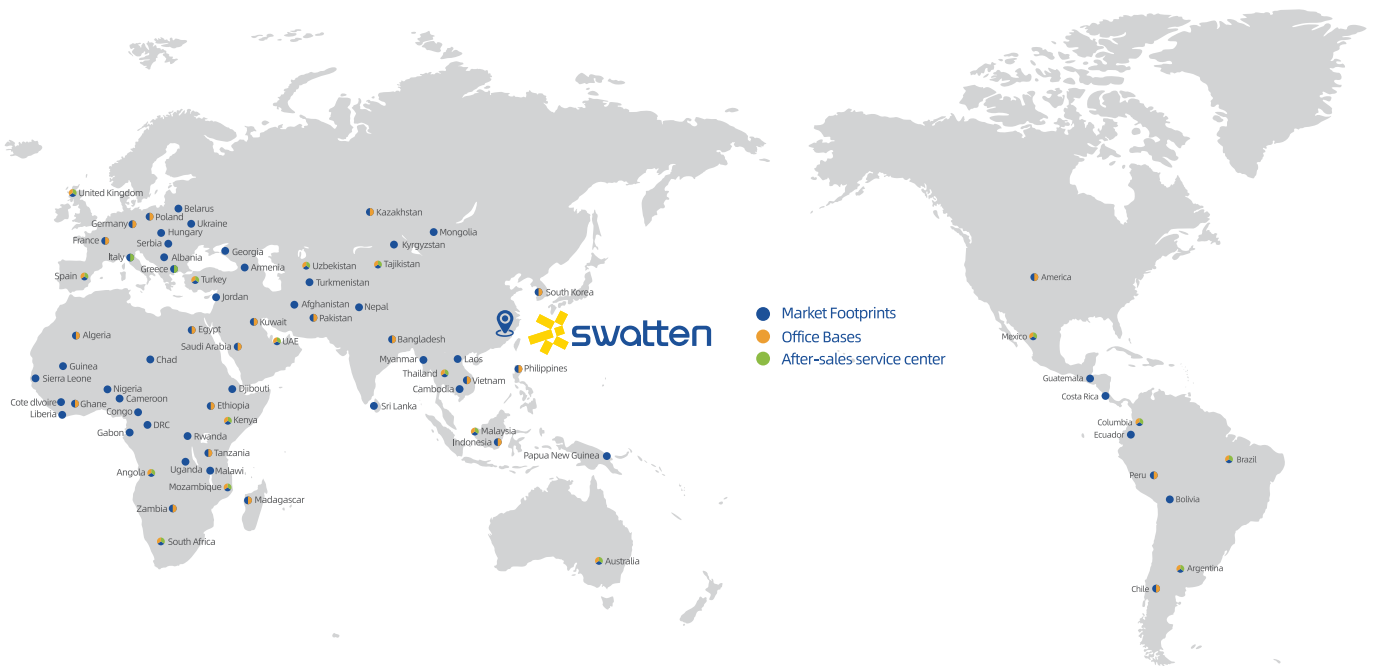 United Kingdom
Belarus
Poland
Germany
Ukraine
Hungary
France
Serbia
Italy
Albania
Greece
Spain
Turkey
Georgia
Armenia
Jordan
Kazakhstan
Mongolia
Kyrgyzstan
Uzbekistan
Tajikistan
Turkmenistan
Afghanistan
Nepal
Pakistan
South Korea
swatten
Kuwait
Egypt
Saudi Arabia
UAE
Algeria
Chad
Guinea
Sierra Leone
Nigeria
Cameroon
Djibouti
Cote dlvoire
Ghane
Liberia
Congo
Ethiopia
Kenya
DRC
Gabon
Rwanda
Tanzania
Uganda
Malawi
Angola
Mozambique
Madagascar
Zambia
South Africa
Bangladesh
Myanmar
Laos
Thailand
Vietnam
Cambodia
Philippines
Sri Lanka
Malaysia
Indonesia
Papua New Guinea
Australia
Market Footprints
Office Bases
After-sales service center
America
Mexico
Guatemala
Costa Rica
Columbia
Ecuador
Brazil
Peru
Bolivia
Argentina
Chile